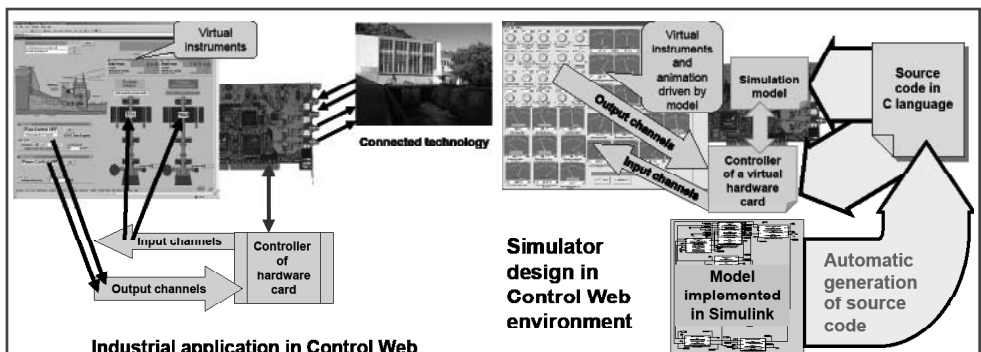 Virtual
instruments
Connected technology
Input channels
Output channels
Controller
of
hardware
card
Industrial application in Control Web
Virtual
instruments
and
animation
driven by
model
Output channels
Input channels
Simulation
model
Controller
of a virtual
hardware
card
Source
code in
C language
Simulator
design in
Control Web
environment
Model
implemented
in Simulink
Automatic
generation
of source
code